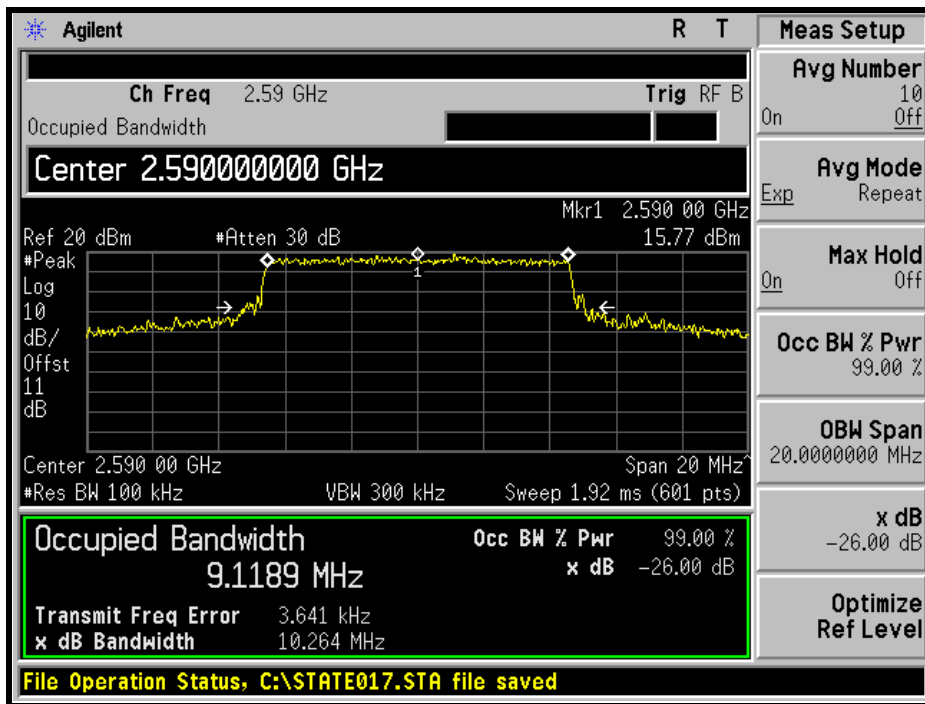 Agilent R T
Ch Freq 2.59 GHz Trig RF B
Occupied Bandwidth
Center 2.590000000 GHz
Mkr1 2.590 00 GHz
Ref 20 dBm #Atten 30 dB 15.77 dBm
#Peak
Log
10
dB/
Offst
11
dB
1
Center 2.590 00 GHz Span 20 MHz^
#Res BW 100 kHz VBW 300 kHz Sweep 1.92 ms (601 pts)
Occupied Bandwidth Occ BW % Pwr 99.00 %
9.1189 MHz x dB -26.00 dB
Transmit Freq Error 3.641 kHz
x dB Bandwidth 10.264 MHz
File Operation Status, C:\STATE017.STA file saved
Meas Setup
Avg Number
10
On Off
Avg Mode
Exp Repeat
Max Hold
On Off
Occ BW % Pwr
99.00 %
OBW Span
20.0000000 MHz
x dB
-26.00 dB
Optimize
Ref Level